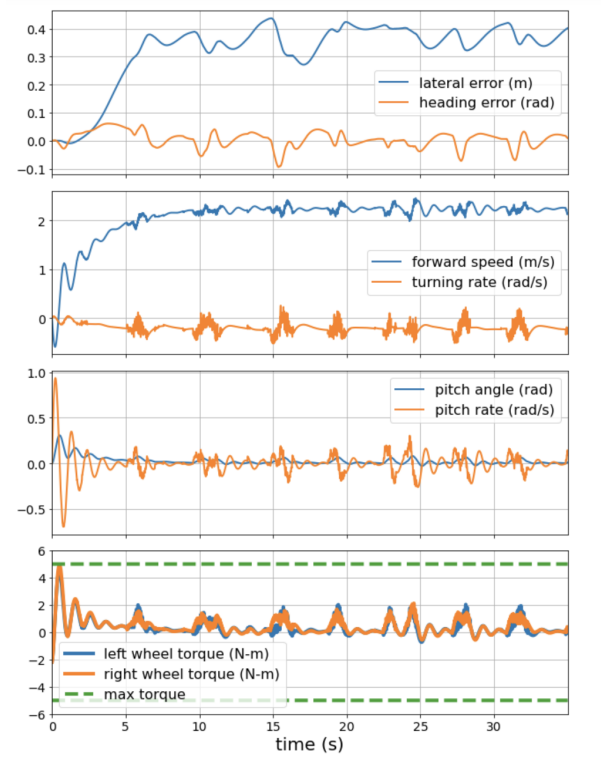 0.4
0.3
0.2
0.1
0.0
−0.1
lateral error (m)
heading error (rad)
2
1
0
forward speed (m/s)
turning rate (rad/s)
1.0
0.5
0.0
−0.5
pitch angle (rad)
pitch rate (rad/s)
6
4
2
0
−2
−4
−6
left wheel torque (N-m)
right wheel torque (N-m)
max torque
0 5 10 15 20 25 30
time (s)